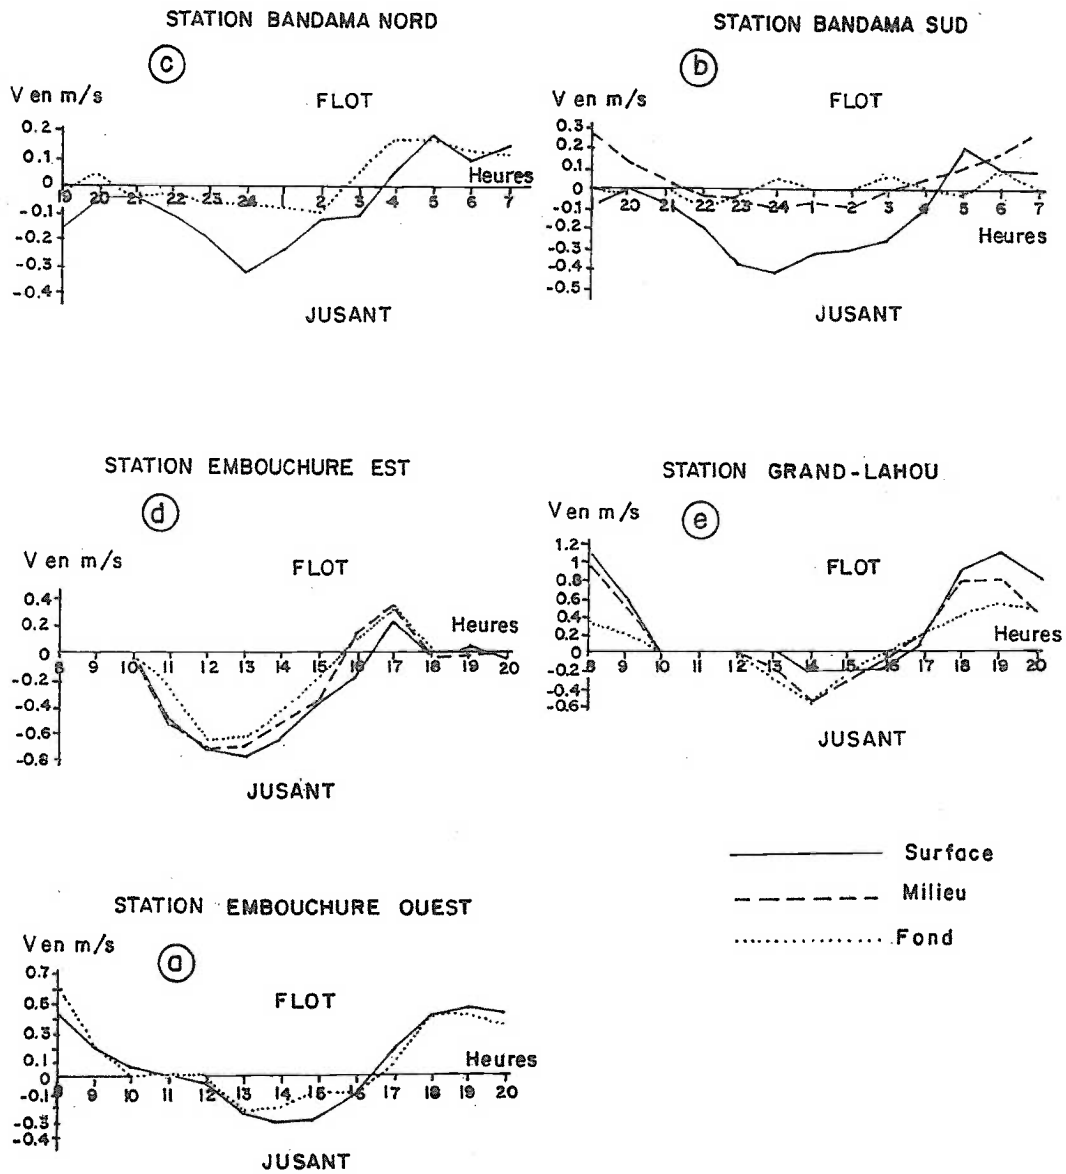 STATION BANDAMA NORD
c
V en m/s
FLOT
0.2
0.1
0
-0.1
-0.2
-0.3
-0.4
19 20 21 22 23 24 1 2 3 4 5 6 7
Heures
JUSANT
STATION BANDAMA SUD
b
V en m/s
FLOT
0.3
0.2
0.1
0
-0.1
-0.2
-0.3
-0.4
-0.5
20 21 22 23 24 1 2 3 4 5 6 7
Heures
JUSANT
STATION EMBOUCHURE EST
d
V en m/s
FLOT
0.4
0.2
0
-0.2
-0.4
-0.6
-0.8
8 9 10 11 12 13 14 15 16 17 18 19 20
Heures
JUSANT
STATION GRAND-LAHOU
e
V en m/s
FLOT
1.2
1
0.8
0.6
0.4
0.2
0
-0.2
-0.4
-0.6
8 9 10 11 12 13 14 15 16 17 18 19 20
Heures
JUSANT
Surface
Milieu
Fond
STATION EMBOUCHURE OUEST
a
V en m/s
FLOT
0.7
0.5
0.3
0.1
0
-0.1
-0.3
-0.4
8 9 10 11 12 13 14 15 16 17 18 19 20
Heures
JUSANT